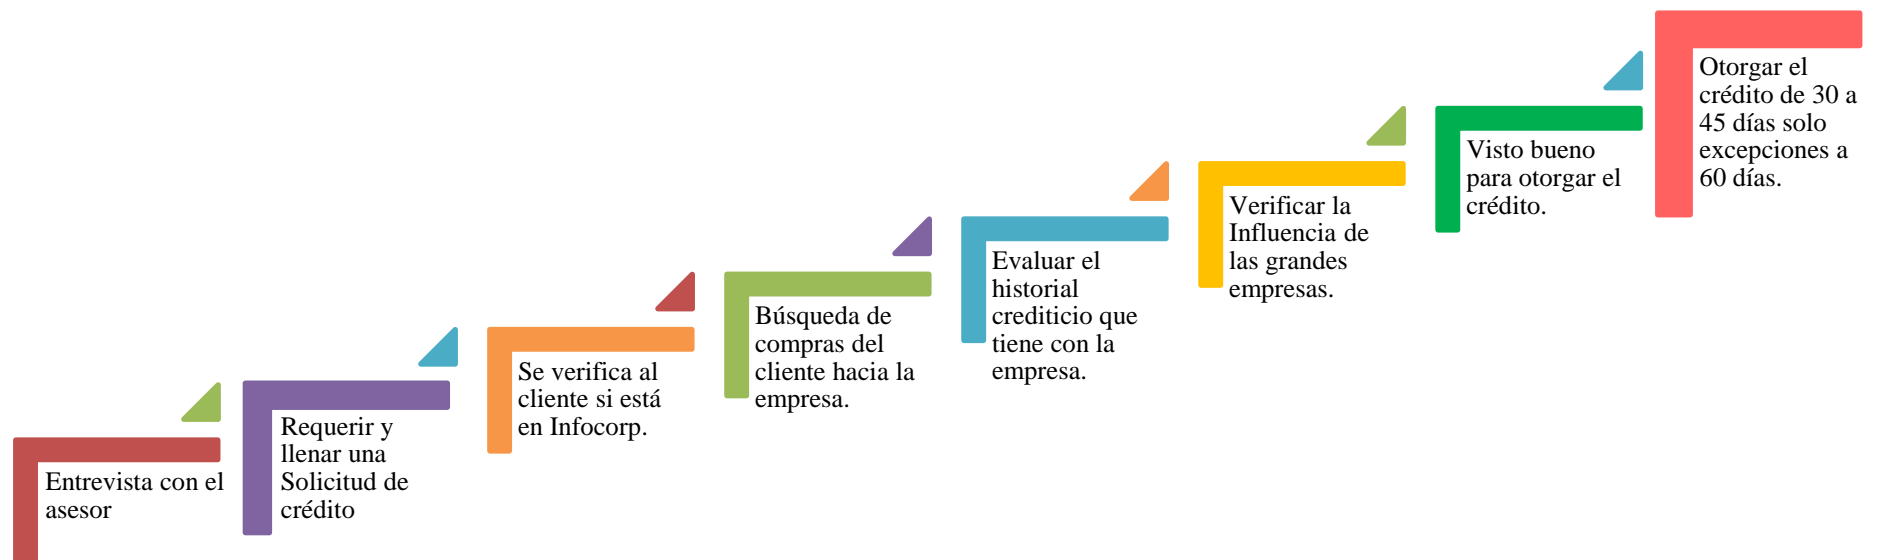 Entrevista con el
asesor
Requerir y
llenar una
Solicitud de
crédito
Se verifica al
cliente si está
en Infocorp.
Búsqueda de
compras del
cliente hacia la
empresa.
Evaluar el
historial
crediticio que
tiene con la
empresa.
Verificar la
Influencia de
las grandes
empresas.
Visto bueno
para otorgar el
crédito.
Otorgar el
crédito de 30 a
45 días solo
excepciones a
60 días.